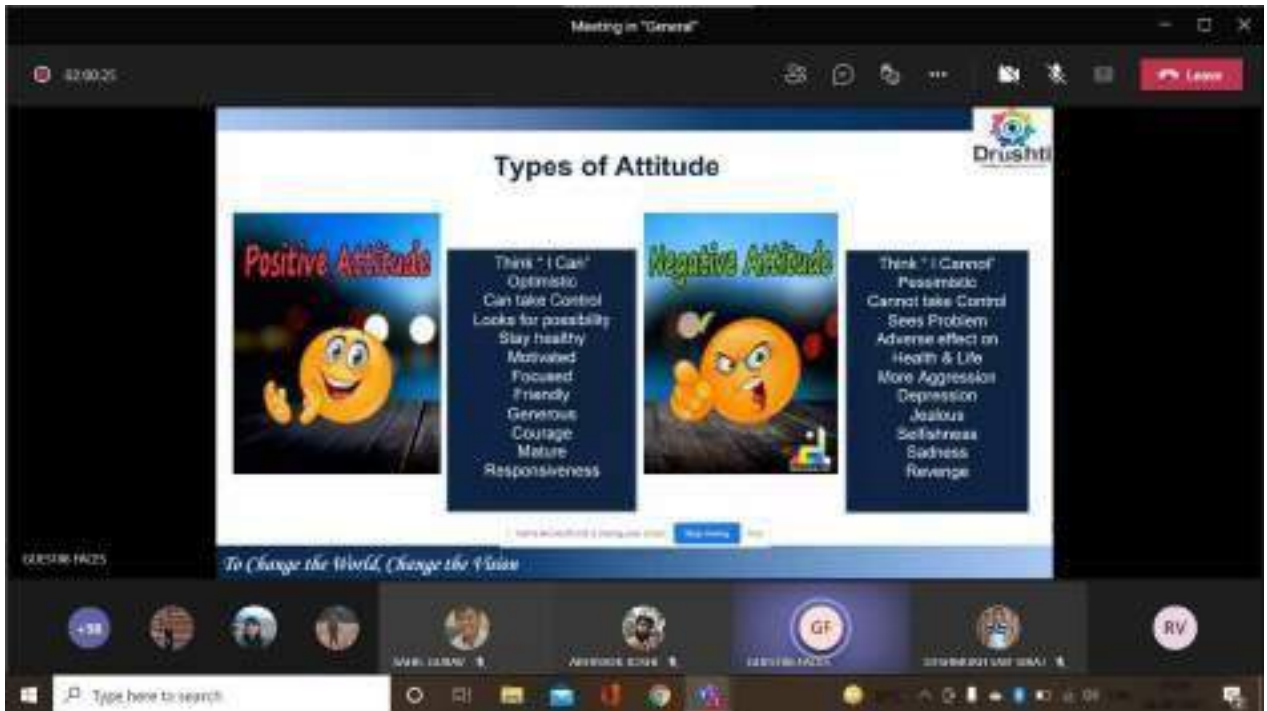 Meeting in "General"
02:00:25
Leave
Drushti
Types of Attitude
Positive Attitude
Think " I Can"
Optimistic
Can take Control
Looks for possibility
Stay healthy
Motivated
Focused
Friendly
Generous
Courage
Mature
Responsiveness
Negative Attitude
Think " I Cannot"
Pessimistic
Cannot take Control
Sees Problem
Adverse effect on
Health & Life
More Aggression
Depression
Jealous
Selfishness
Sadness
Revenge
Stop sharing
To Change the World, Change the Vision
GF
RV
Type here to search